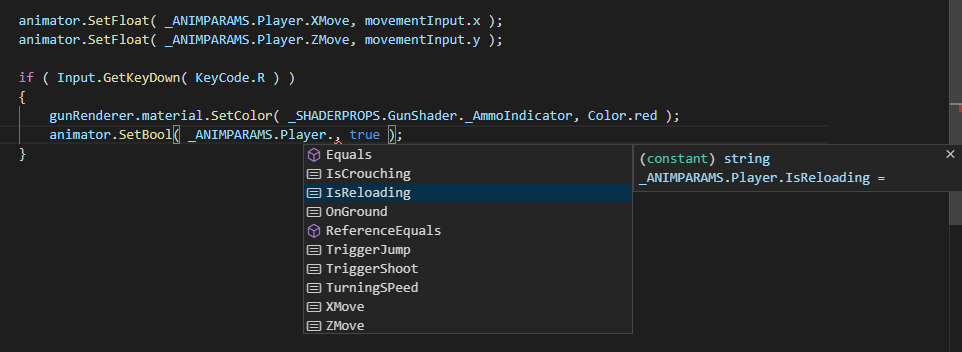 animator.SetFloat( _ANIMPARAMS.Player.XMove, movementInput.x );
animator.SetFloat( _ANIMPARAMS.Player.ZMove, movementInput.y );
if ( Input.GetKeyDown( KeyCode.R ) )
{
gunRenderer.material.SetColor( _SHADERPROPS.GunShader._AmmoIndicator, Color.red );
animator.SetBool( _ANIMPARAMS.Player., true );
}
Equals
IsCrouching
IsReloading
OnGround
ReferenceEquals
TriggerJump
TriggerShoot
TurningSPeed
XMove
ZMove
(constant) string
_ANIMPARAMS.Player.IsReloading =